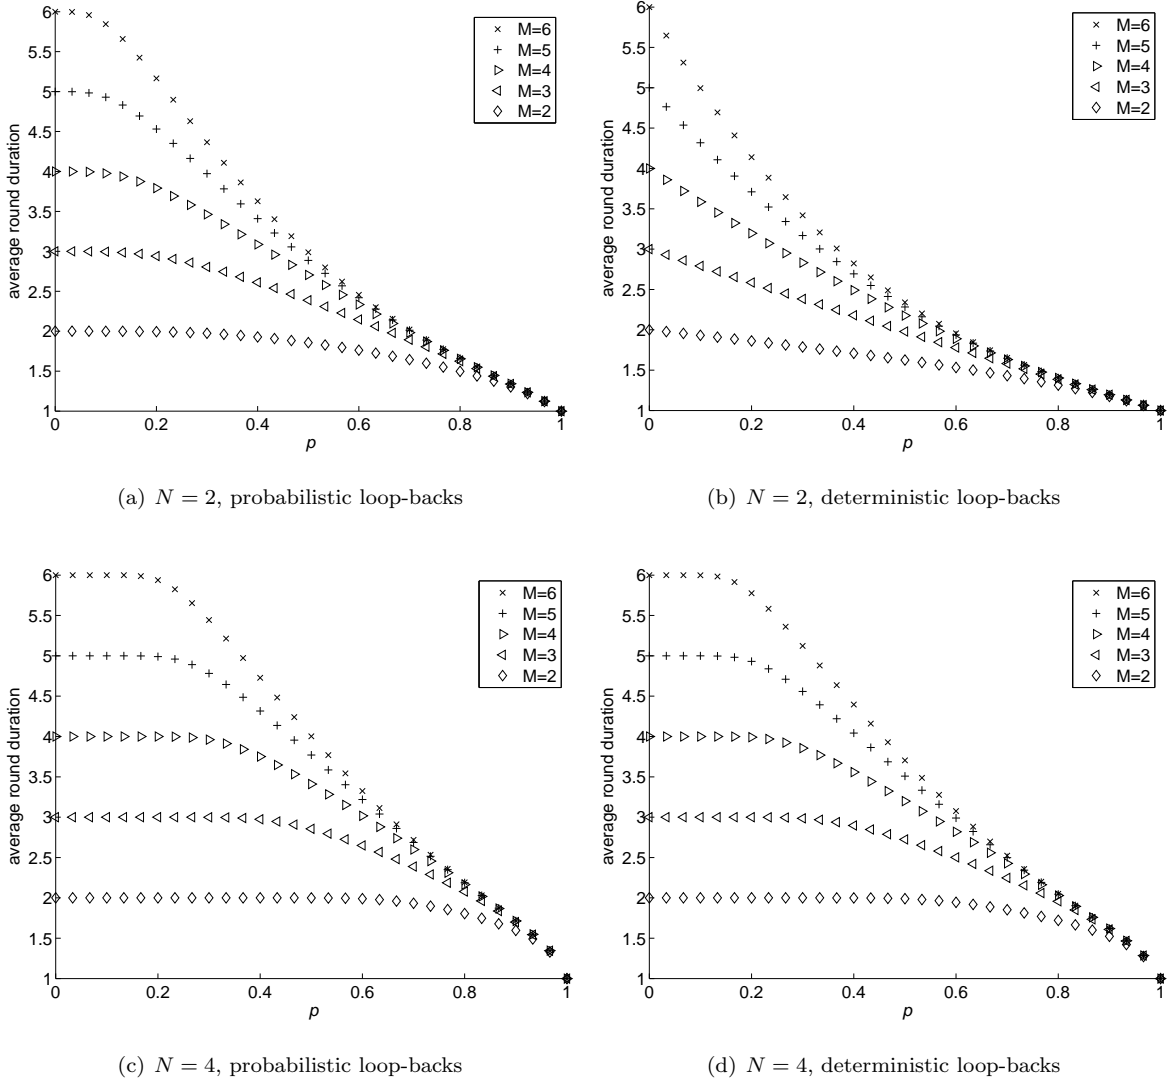 average round duration
6
5.5
5
4.5
4
3.5
3
2.5
2
1.5
1
0 0.2 0.4 0.6 0.8 1
p
M=6
M=5
M=4
M=3
M=2
(a) N = 2, probabilistic loop-backs
average round duration
6
5.5
5
4.5
4
3.5
3
2.5
2
1.5
1
0 0.2 0.4 0.6 0.8 1
p
M=6
M=5
M=4
M=3
M=2
(b) N = 2, deterministic loop-backs
average round duration
6
5.5
5
4.5
4
3.5
3
2.5
2
1.5
1
0 0.2 0.4 0.6 0.8 1
p
M=6
M=5
M=4
M=3
M=2
(c) N = 4, probabilistic loop-backs
average round duration
6
5.5
5
4.5
4
3.5
3
2.5
2
1.5
1
0 0.2 0.4 0.6 0.8 1
p
M=6
M=5
M=4
M=3
M=2
(d) N = 4, deterministic loop-backs